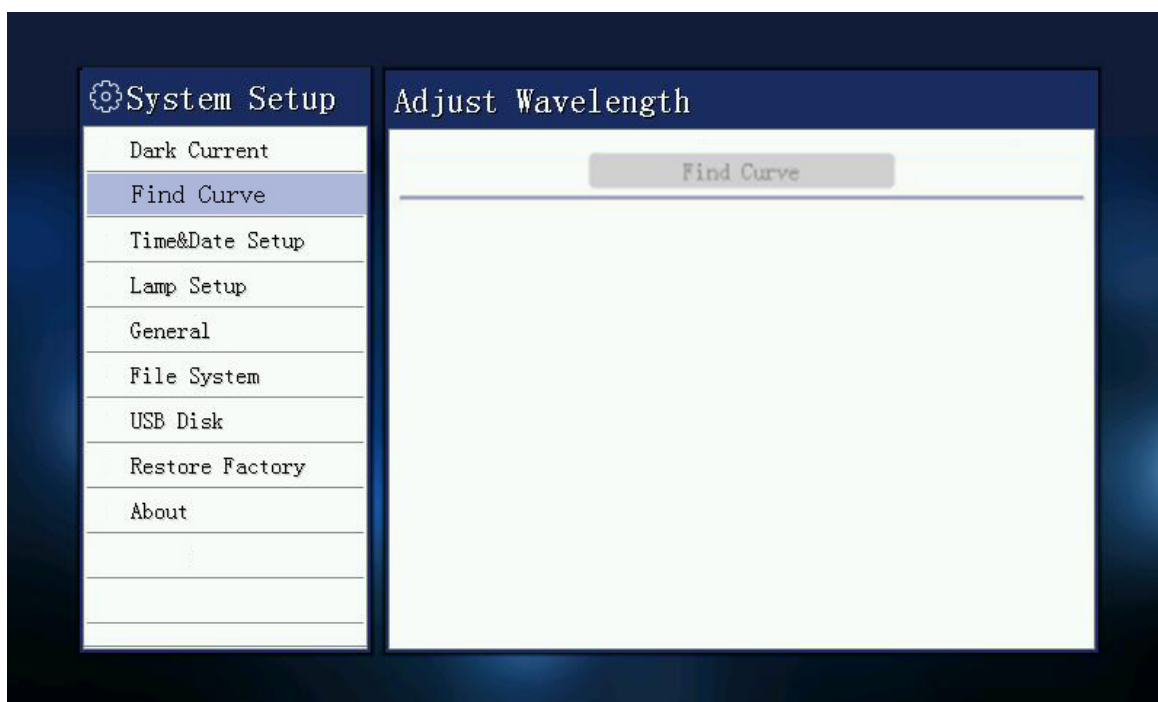 System Setup
Dark Current
Find Curve
Time&Date Setup
Lamp Setup
General
File System
USB Disk
Restore Factory
About
Adjust Wavelength
Find Curve